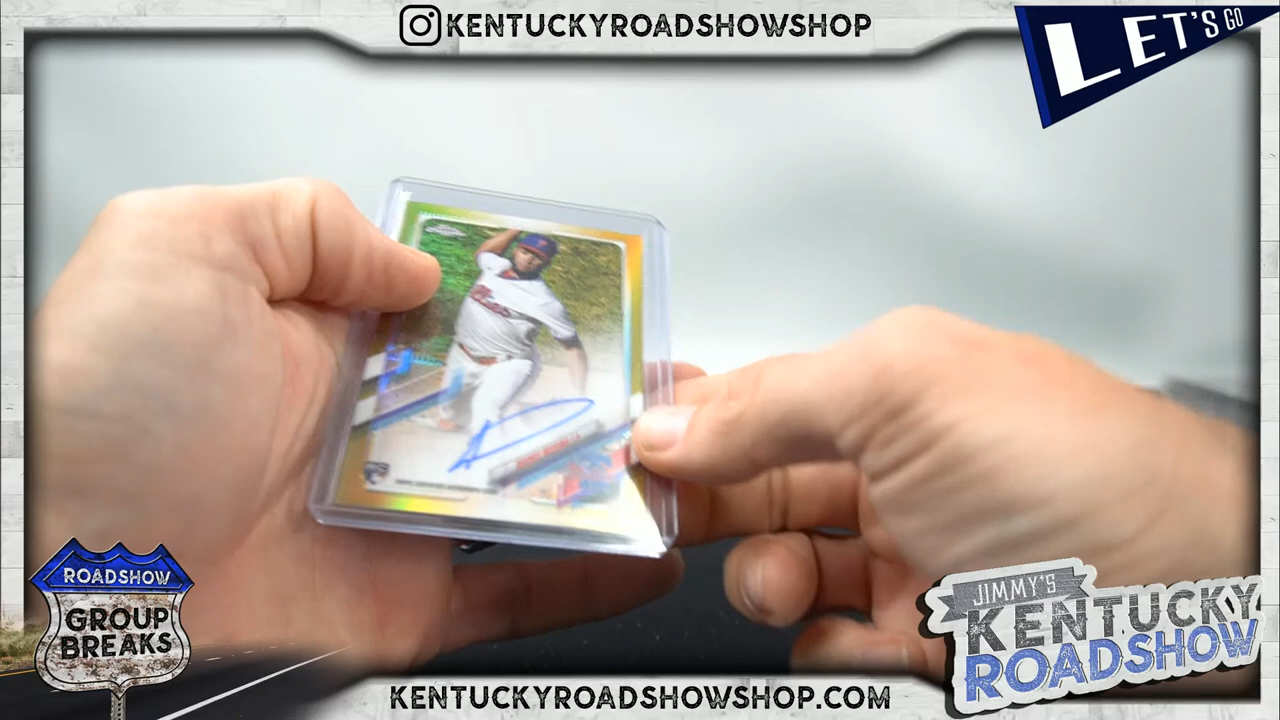 KENTUCKYROADSHOWSHOP
LET'S GO
ROADSHOW
GROUP
BREAKS
JIMMY'S
KENTUCKY
ROADSHOW
KENTUCKYROADSHOWSHOP.COM